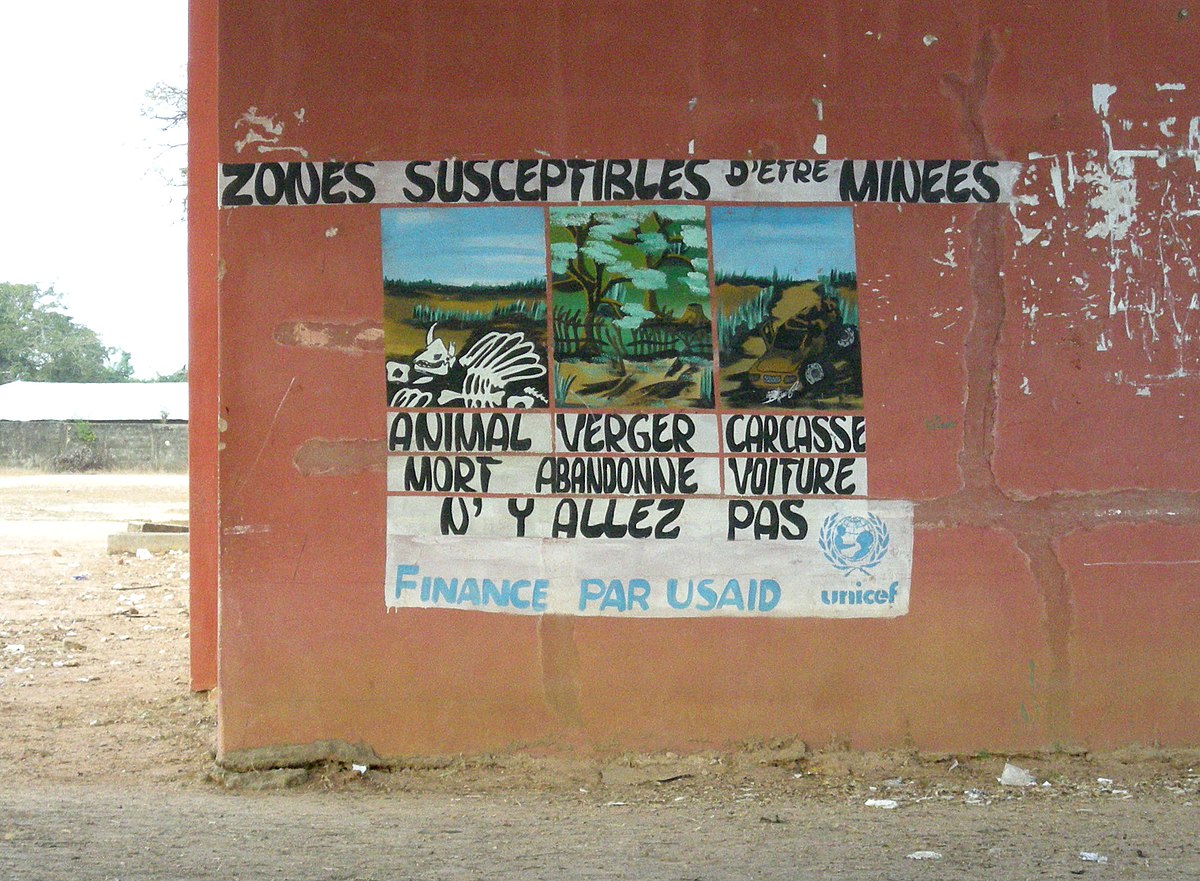 ZONES SUSCEPTIBLES D'ETRE MINEES
ANIMAL VERGER CARCASSE
MORT ABANDONNE VOITURE
N'Y ALLEZ PAS
FINANCE PAR USAID unicef